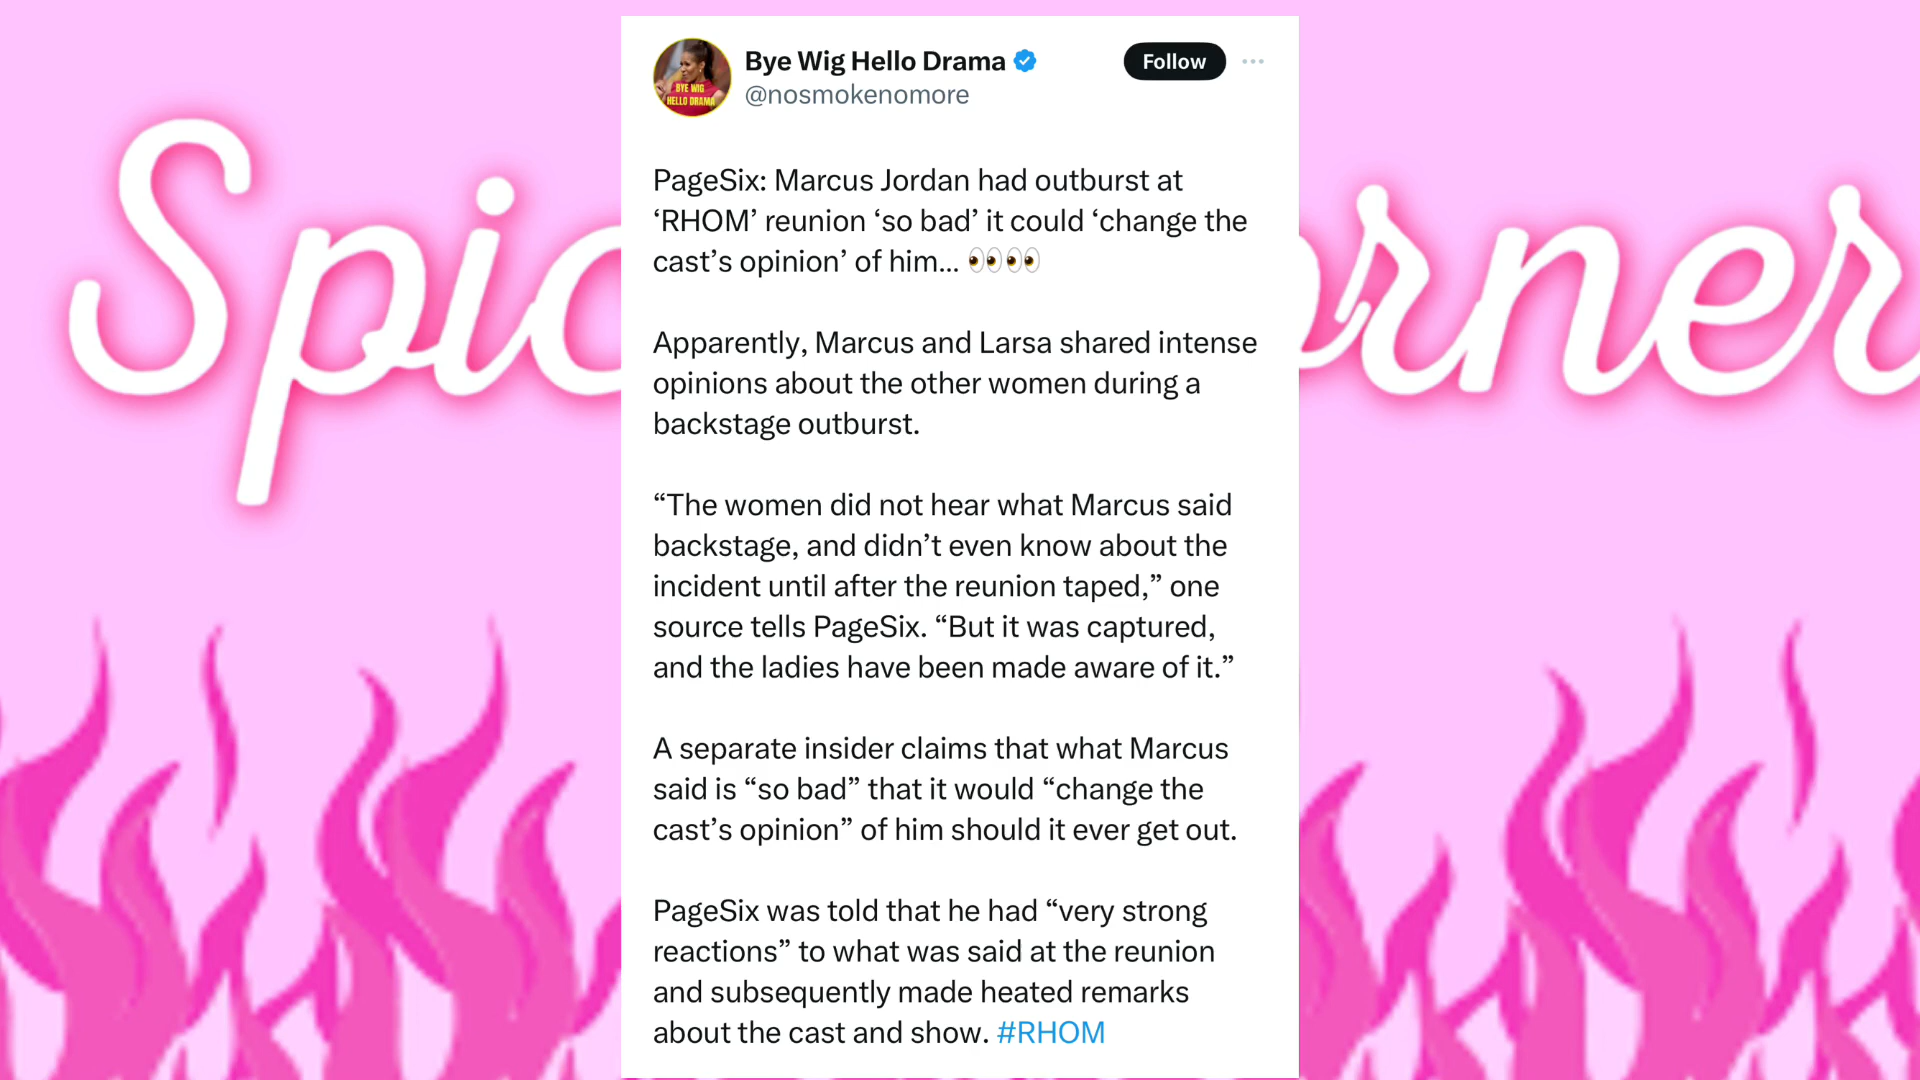 Spic
orner
BYE WIG
HELLO DRAMA
Bye Wig Hello Drama
Follow
@nosmokenomore
PageSix: Marcus Jordan had outburst at
‘RHOM’ reunion ‘so bad’ it could ‘change the
cast’s opinion’ of him... 👀👀
Apparently, Marcus and Larsa shared intense
opinions about the other women during a
backstage outburst.
“The women did not hear what Marcus said
backstage, and didn’t even know about the
incident until after the reunion taped,” one
source tells PageSix. “But it was captured,
and the ladies have been made aware of it.”
A separate insider claims that what Marcus
said is “so bad” that it would “change the
cast’s opinion” of him should it ever get out.
PageSix was told that he had “very strong
reactions” to what was said at the reunion
and subsequently made heated remarks
about the cast and show. #RHOM